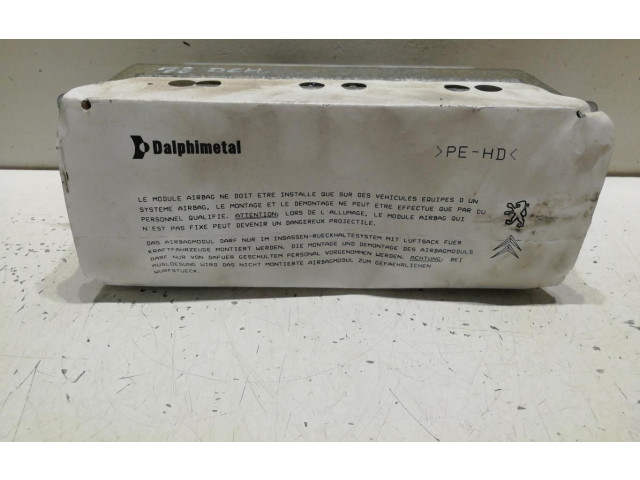 Dalphimetal
>PE-HD<
LE MODULE AIRBAG NE DOIT ETRE INSTALLE QUE SUR DES VEHICULES EQUIPES D UN
SYSTEME AIRBAG, LE MONTAGE ET LE DEMONTAGE NE PEUT ETRE EFFECTUE QUE PAR DU
PERSONNEL QUALIFIE. ATTENTION: LORS DE L'ALLUMAGE, LE MODULE AIRBAG QUI
N'EST PAS FIXE PEUT DEVENIR UN DANGEREUX PROJECTILE.
DAS AIRBAGMODUL DARF NUR IM INSASSEN-RUECKHALTESYSTEM MIT LUFTSACK FUER
KRAFTFAHRZEUGE MONTIERT WERDEN. DIE MONTAGE UND DEMONTAGE DES AIRBAGMODULS
DARF NUR VON DAFUER GESCHULTEM PERSONAL VORGENOMMEN WERDEN. ACHTUNG: BEI
AUSLOESUNG WIRD DAS NICHT MONTIERTE AIRBAGMODUL ZUM GEFAEHRLICHEN
WURFSTUECK.